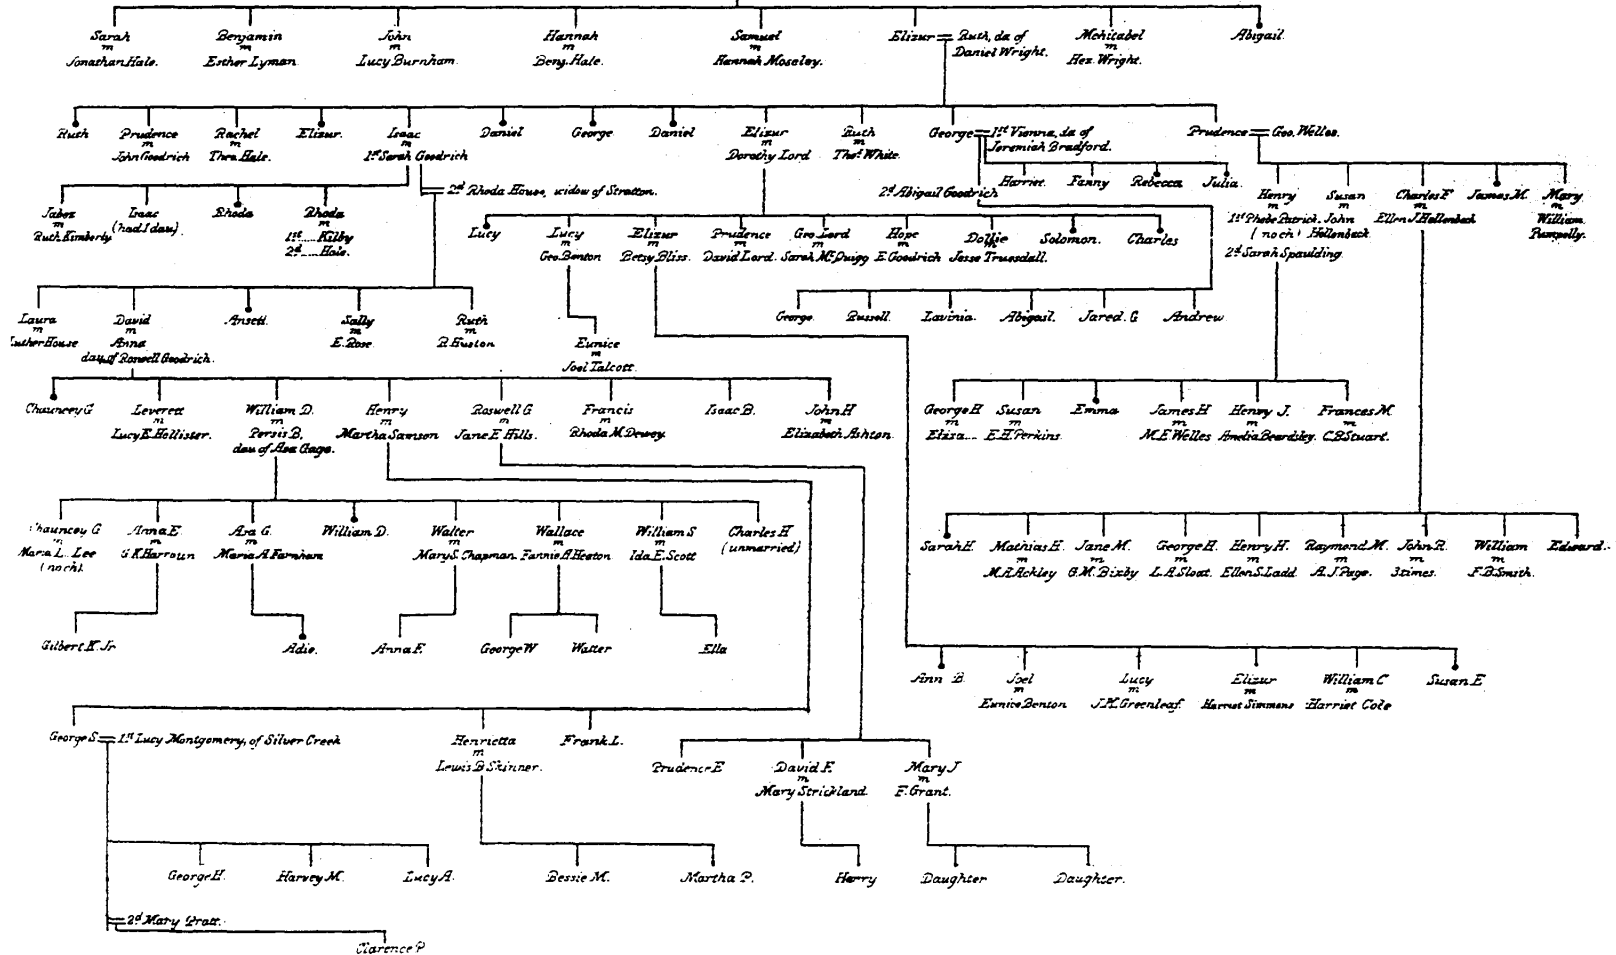 Sarah
m
Jonathan Hale.
Benjamin
m
Esther Lyman
John
m
Lucy Burnham.
Hannah
m
Benj. Hale.
Samuel
m
Hannah Moseley.
Elizur = Ruth, da of
Daniel Wright.
Mehitabel
m
Hez. Wright.
Abigail
Ruth
Prudence
m
John Goodrich
Rachel
m
Thra. Hale.
Elizur.
Isaac
m
1st Sarah Goodrich
2d Rhoda House, widow of Stratton.
Daniel
George
Daniel
Elizur
m
Dorothy Lord
Ruth
m
Thos. White.
George = 1st Vienna, da of
Jeremiah Bradford.
2d Abigail Goodrich
Prudence = Geo. Welles.
Harriet.
Fanny
Rebecca
Julia.
Henry
m
1st Phebe Patrick.
(no ch)
2d Sarah Spaulding.
Susan
m
John
Hollenback
Charles F
m
Ellen J. Hollenback
James M.
Mary
m
William
Pumpelly.
Jabez
m
Ruth Kimberly
Isaac
(had 1 dau)
Rhoda
Rhoda
m
1st ... Kilby
2d ... Hale.
Lucy
Lucy
m
Geo. Benton
Elizur
m
Betsy Bliss.
Prudence
m
David Lord.
Geo. Lord
m
Sarah Mc Quigg
Hope
m
E. Goodrich
Dollie
m
Jesse Truesdall.
Solomon.
Charles
Laura
m
Luther House
David
m
Anna
dau of Roswell Goodrich.
Ansell.
Sally
m
E. Rose.
Ruth
m
R. Huston
Eunice
m
Joel Talcott
George.
Russell.
Lavinia.
Abigail.
Jared. G
Andrew
Chauncey G
Leverett
m
Lucy E. Hollister.
William D.
m
Persis B,
dau of Asa Gage.
Henry
m
Martha Samson
Roswell G
m
Jane E Hills.
Francis
m
Rhoda M. Dewey.
Isaac B.
John H
m
Elizabeth Ashton.
George H
m
Eliza ...
Susan
m
E. H. Perkins.
Emma
James H
m
M. E. Welles
Henry J.
m
Amelia Beardsley.
Frances M.
m
C. B. Stuart.
Chauncey G
m
Maria L. Lee
(no ch).
Anna E.
m
G. K. Harroun
Asa G.
m
Maria A. Farnham
William D.
Walter
m
Mary S. Chapman.
Wallace
m
Fannie A. Heston
William S
m
Ida E. Scott
Charles H
(unmarried)
Sarah H.
Mathias H.
m
M. A. Ackley
Jane M.
m
G. M. Bixby
George H.
m
L. A. Sloat.
Henry H.
m
Ellen S. Ladd.
Raymond M.
m
A. J. Page.
John R.
m
3 times.
William
m
F. B. Smith.
Edward.
Gilbert K. Jr
Adie.
Anna F.
George W
Walter
Ella
Ann B.
Joel
m
Eunice Benton
Lucy
m
J. M. Greenleaf.
Elizur
m
Harriet Simmons
William C
m
Harriet Cole
Susan E
George S. = 1st Lucy Montgomery, of Silver Creek
Henrietta
m
Lewis B Skinner.
Frank L.
Prudence E
David F.
m
Mary Strickland.
Mary J
m
F. Grant.
George H.
Harvey M.
Lucy A.
Bessie M.
Martha P.
Harry
Daughter
Daughter.
2d Mary Pratt.
Clarence P